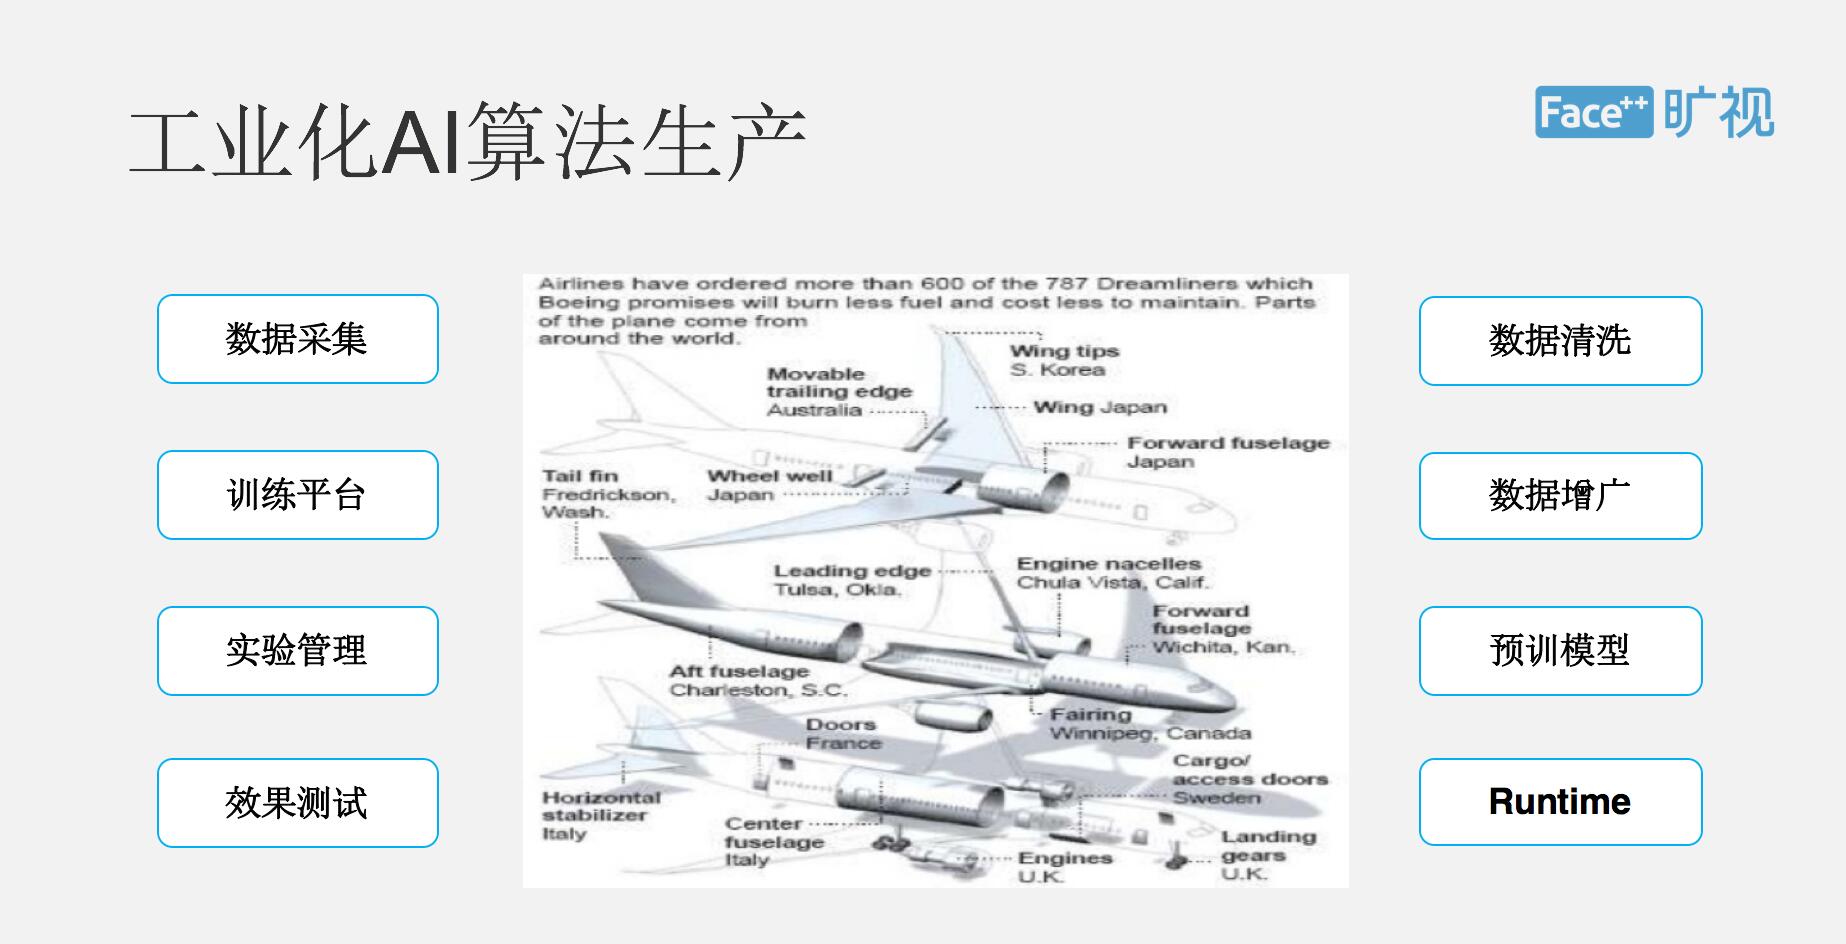 工业化AI算法生产
Face++ 旷视
数据采集
训练平台
实验管理
效果测试
Airlines have ordered more than 600 of the 787 Dreamliners which
Boeing promises will burn less fuel and cost less to maintain. Parts
of the plane come from
around the world.
Wing tips
S. Korea
Movable
trailing edge
Australia
Wing Japan
Forward fuselage
Japan
Tail fin
Fredrickson,
Wash.
Wheel well
Japan
Leading edge
Tulsa, Okla.
Engine nacelles
Chula Vista, Calif.
Forward
fuselage
Wichita, Kan.
Aft fuselage
Charleston, S.C.
Fairing
Winnipeg, Canada
Doors
France
Cargo/
access doors
Sweden
Horizontal
stabilizer
Italy
Center
fuselage
Italy
Engines
U.K.
Landing
gears
U.K.
数据清洗
数据增广
预训模型
Runtime